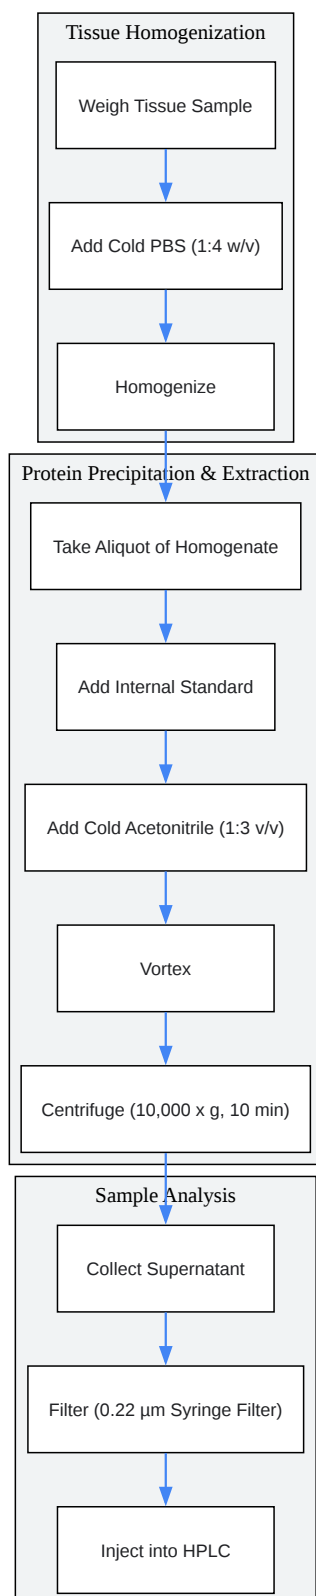 Tissue Homogenization
Weigh Tissue Sample
Add Cold PBS (1:4 w/v)
Homogenize
Protein Precipitation & Extraction
Take Aliquot of Homogenate
Add Internal Standard
Add Cold Acetonitrile (1:3 v/v)
Vortex
Centrifuge (10,000 x g, 10 min)
Sample Analysis
Collect Supernatant
Filter (0.22 µm Syringe Filter)
Inject into HPLC